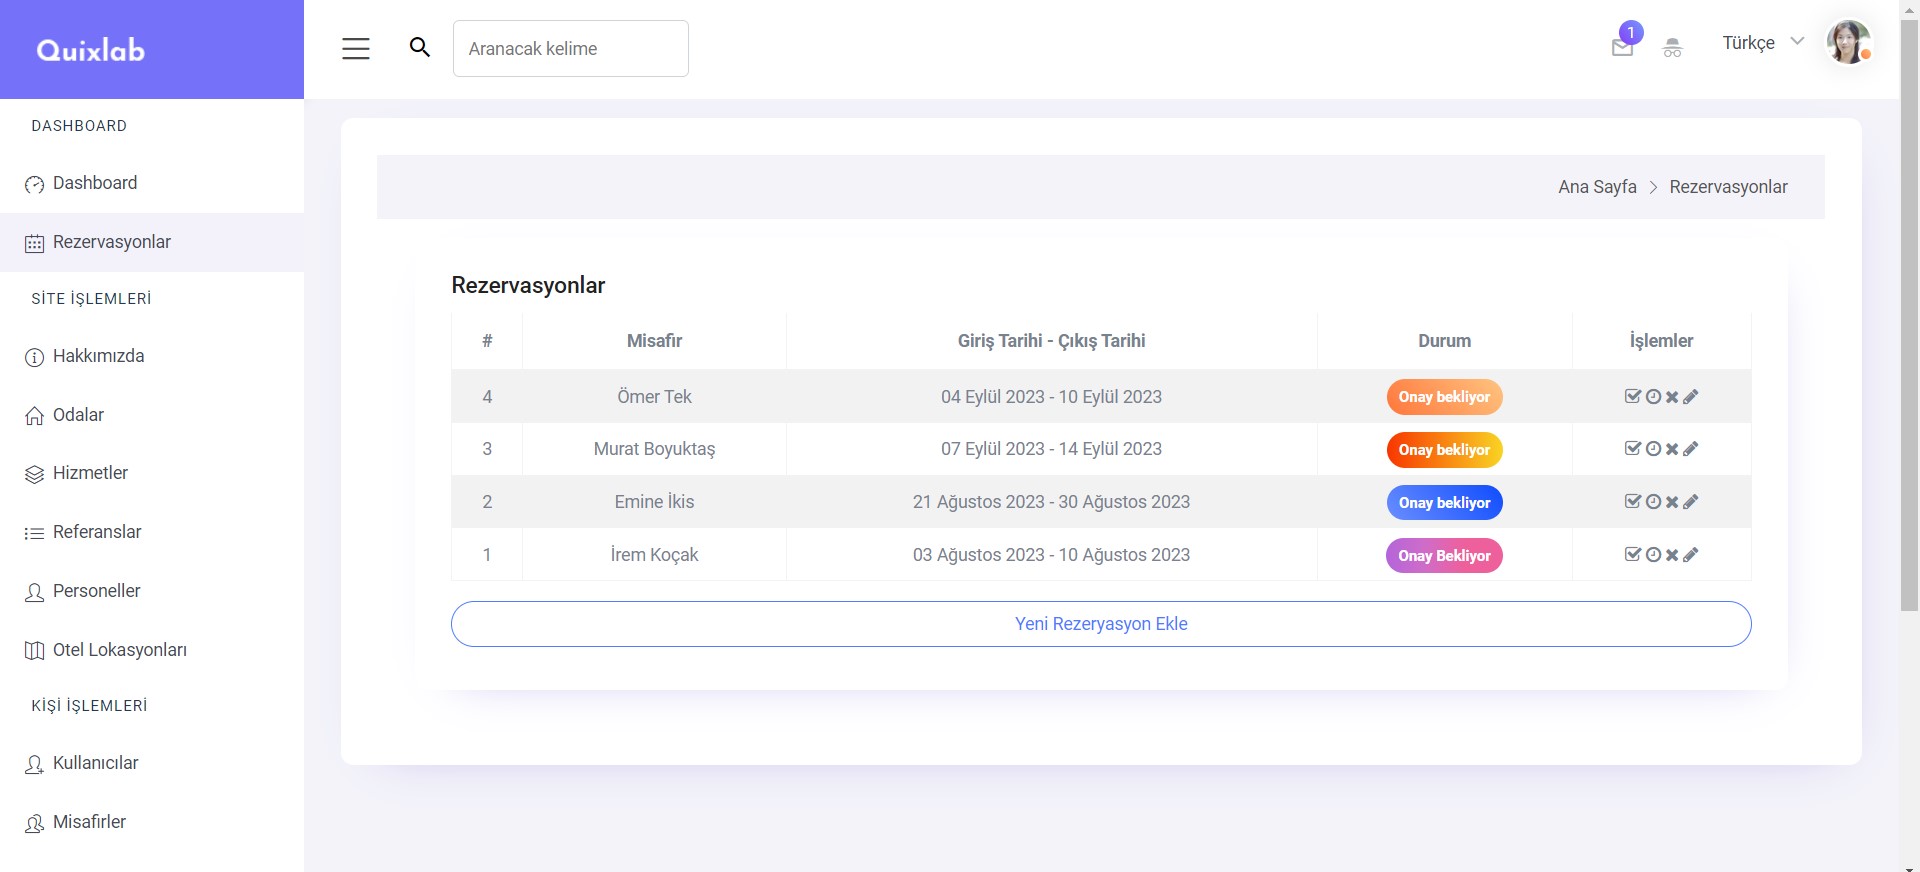 Quixlab
Aranacak kelime
1
Türkçe
DASHBOARD
Dashboard
Rezervasyonlar
SİTE İŞLEMLERİ
Hakkımızda
Odalar
Hizmetler
Referanslar
Personeller
Otel Lokasyonları
KİŞİ İŞLEMLERİ
Kullanıcılar
Misafirler
Ana Sayfa > Rezervasyonlar
Rezervasyonlar
# Misafir Giriş Tarihi - Çıkış Tarihi Durum İşlemler
4 Ömer Tek 04 Eylül 2023 - 10 Eylül 2023 Onay bekliyor
3 Murat Boyuktaş 07 Eylül 2023 - 14 Eylül 2023 Onay bekliyor
2 Emine İkis 21 Ağustos 2023 - 30 Ağustos 2023 Onay bekliyor
1 İrem Koçak 03 Ağustos 2023 - 10 Ağustos 2023 Onay Bekliyor
Yeni Rezeryasyon Ekle